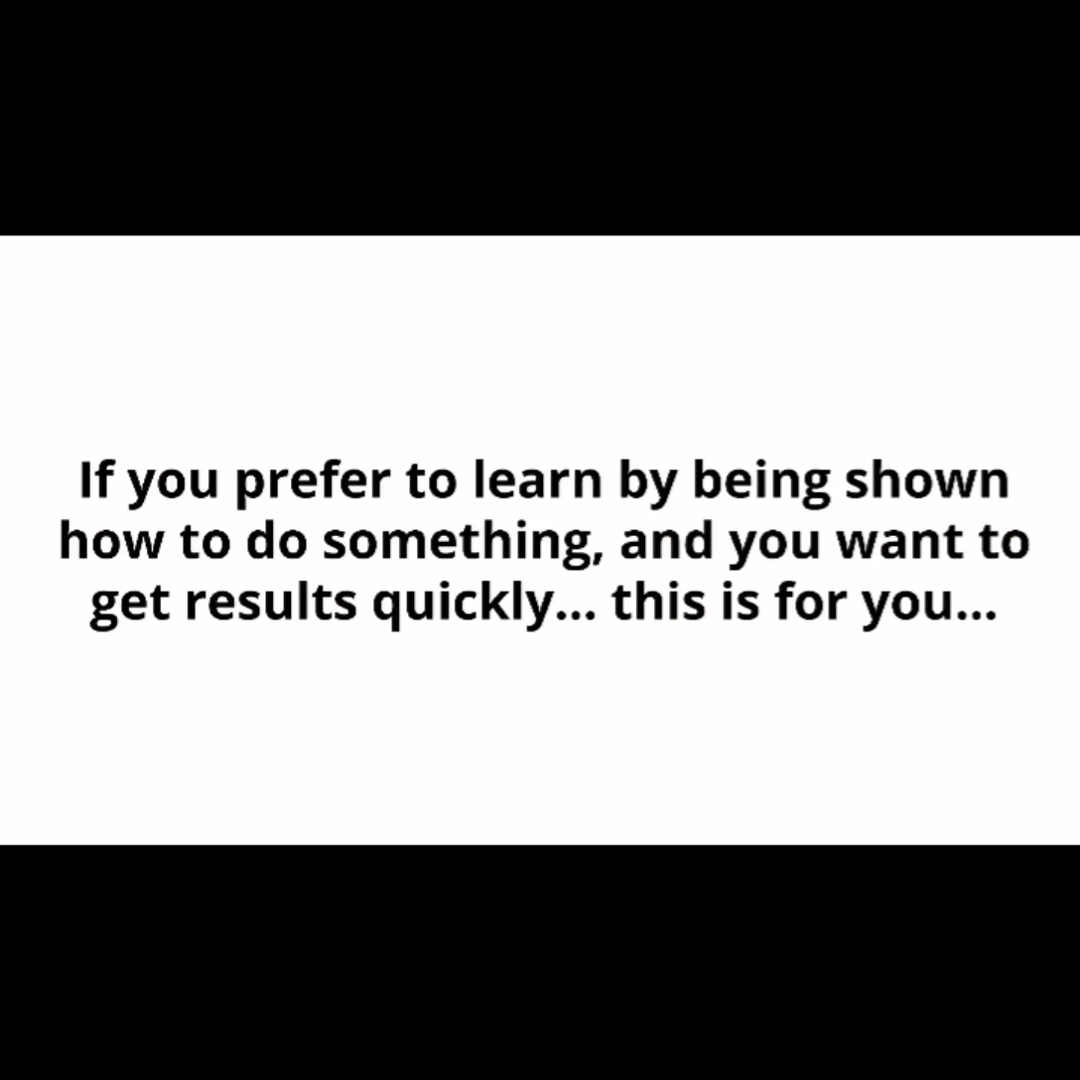 If you prefer to learn by being shown
how to do something, and you want to
get results quickly... this is for you...